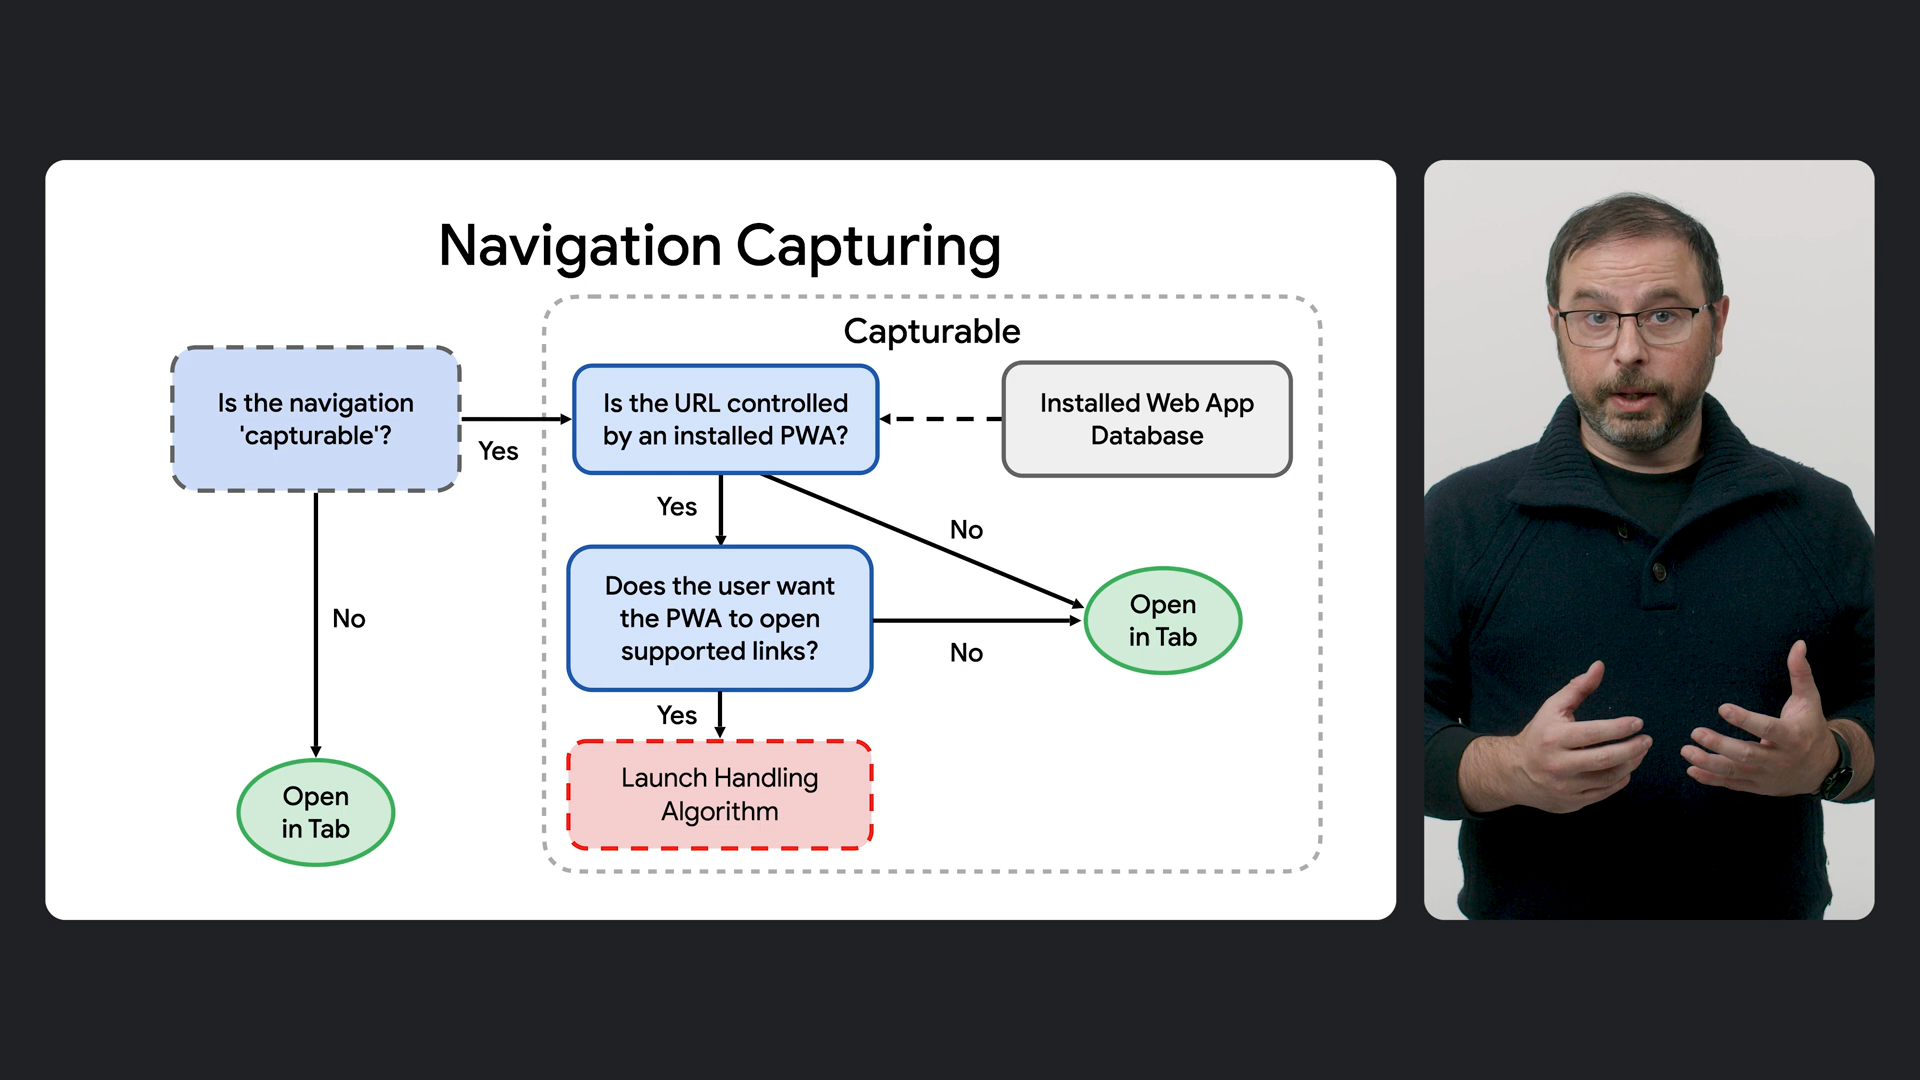 Navigation Capturing
Capturable
Is the navigation
'capturable'?
Yes
Is the URL controlled
by an installed PWA?
Installed Web App
Database
Yes
No
No
Does the user want
the PWA to open
supported links?
No
Open
in Tab
Yes
Launch Handling
Algorithm
Open
in Tab